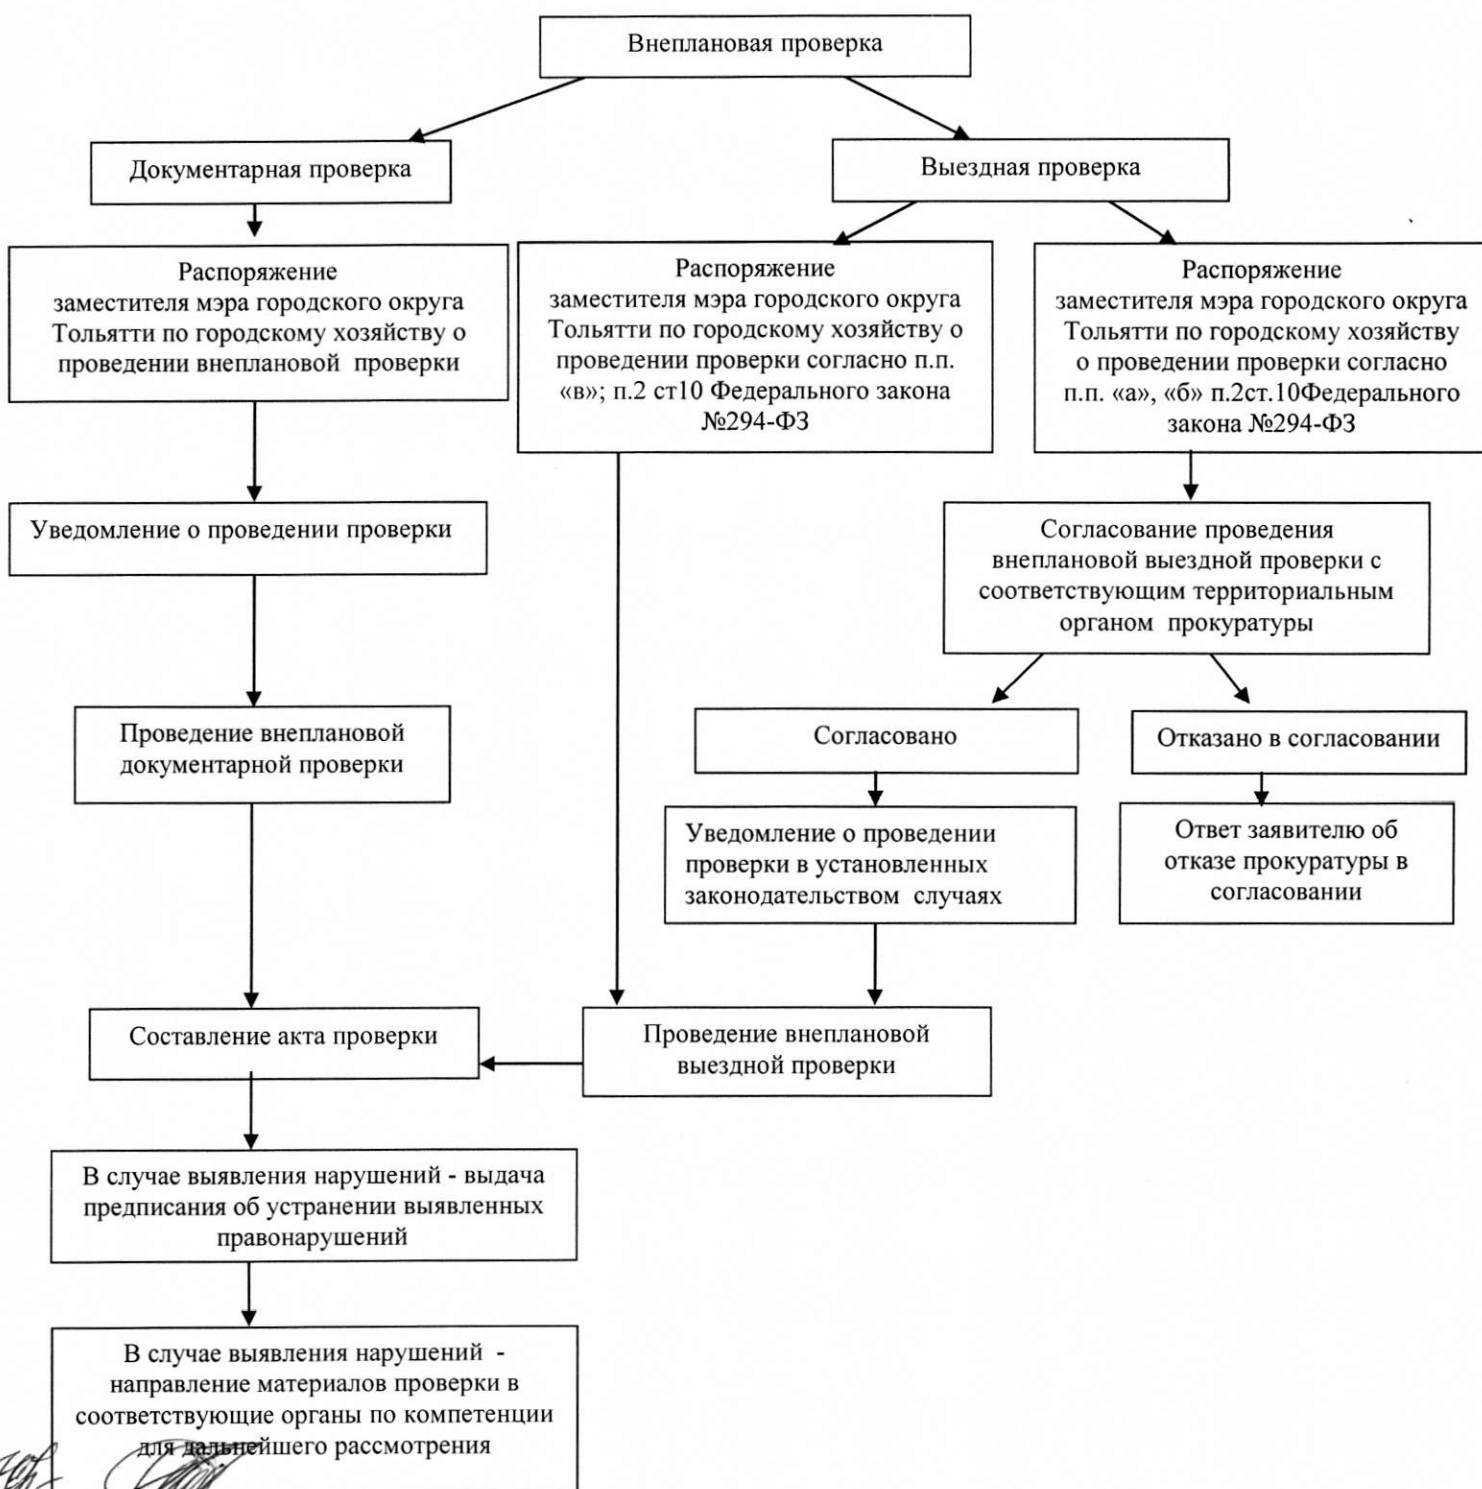 Внеплановая проверка
Документарная проверка
Выездная проверка
Распоряжение
заместителя мэра городского округа
Тольятти по городскому хозяйству о
проведении внеплановой проверки
Распоряжение
заместителя мэра городского округа
Тольятти по городскому хозяйству о
проведении проверки согласно п.п.
«в»; п.2 ст10 Федерального закона
№294-ФЗ
Распоряжение
заместителя мэра городского округа
Тольятти по городскому хозяйству
о проведении проверки согласно
п.п. «а», «б» п.2ст.10Федерального
закона №294-ФЗ
Уведомление о проведении проверки
Согласование проведения
внеплановой выездной проверки с
соответствующим территориальным
органом прокуратуры
Проведение внеплановой
документарной проверки
Согласовано
Отказано в согласовании
Уведомление о проведении
проверки в установленных
законодательством случаях
Ответ заявителю об
отказе прокуратуры в
согласовании
Составление акта проверки
Проведение внеплановой
выездной проверки
В случае выявления нарушений - выдача
предписания об устранении выявленных
правонарушений
В случае выявления нарушений -
направление материалов проверки в
соответствующие органы по компетенции
для дальнейшего рассмотрения